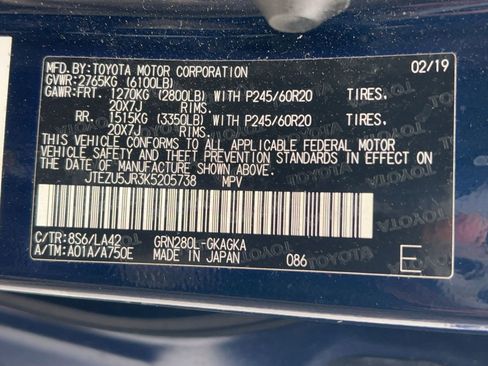 MFD.BY:TOYOTA MOTOR CORPORATION 02/19
GVWR:2765KG (6100LB)
GAWR:FRT. 1270KG (2800LB) WITH P245/60R20 TIRES,
20X7J RIMS.
RR. 1515KG (3350LB) WITH P245/60R20 TIRES,
20X7J RIMS.
THIS VEHICLE CONFORMS TO ALL APPLICABLE FEDERAL MOTOR
VEHICLE SAFETY AND THEFT PREVENTION STANDARDS IN EFFECT ON
THE DATE OF MANUFACTURE SHOWN ABOVE.
JTEZU5JR3K5205738 MPV
C/TR:8S6/LA42 GRN280L-GKAGKA
A/TM:A01A/A750E MADE IN JAPAN 086 E